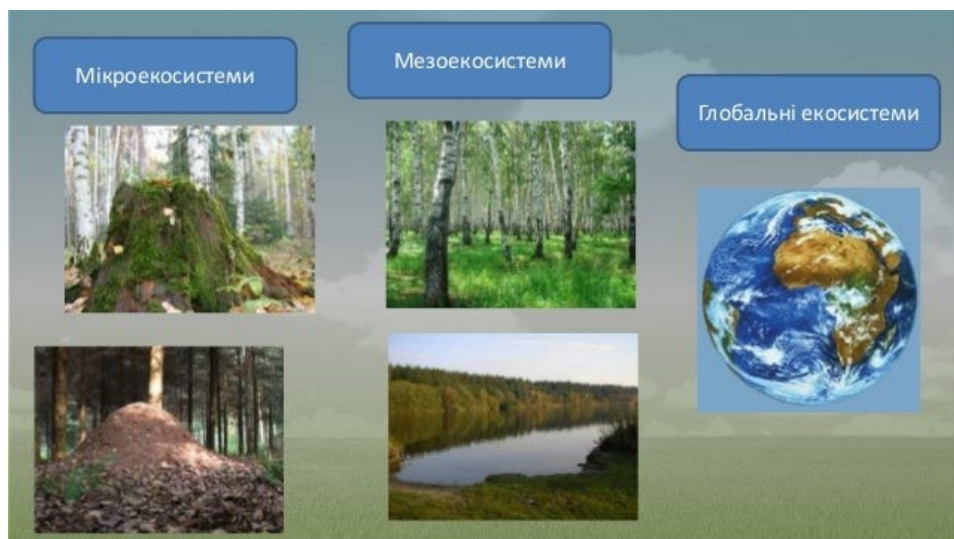 Мікроекосистеми
Мезоекосистеми
Глобальні екосистеми